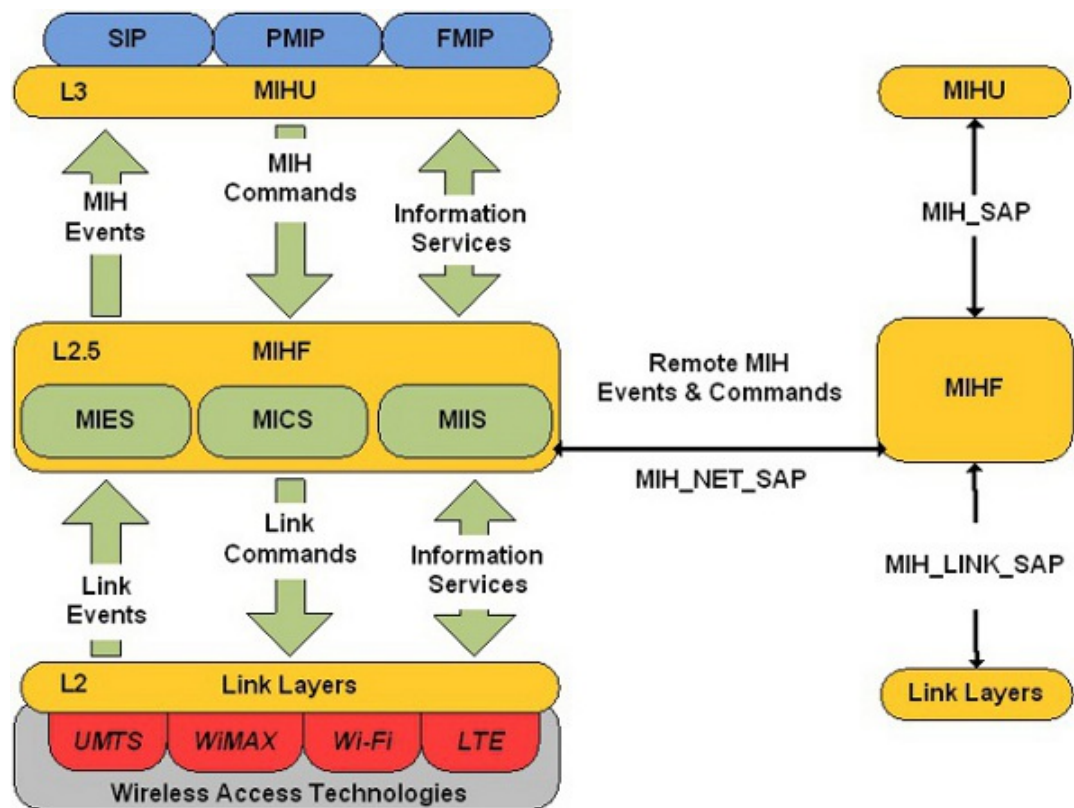 SIP PMIP FMIP
L3 MIHU
MIHU
MIH
Events
MIH
Commands
Information
Services
MIH_SAP
L2.5 MIHF
MIES MICS MIIS
Remote MIH
Events & Commands
MIH_NET_SAP
MIHF
Link
Events
Link
Commands
Information
Services
MIH_LINK_SAP
L2 Link Layers
Link Layers
UMTS WiMAX Wi-Fi LTE
Wireless Access Technologies